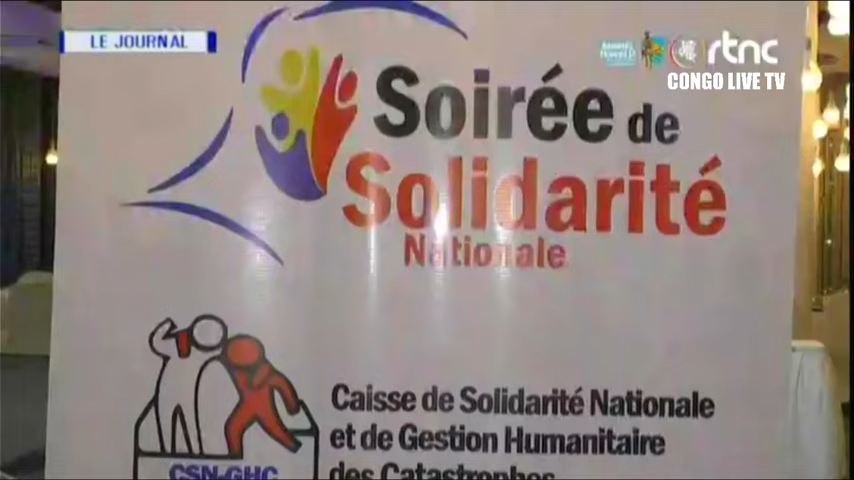 LE JOURNAL
rtnc
CONGO LIVE TV
Soirée de
Solidarité
Nationale
Caisse de Solidarité Nationale
et de Gestion Humanitaire
des Catastrophes
CSN-GHC